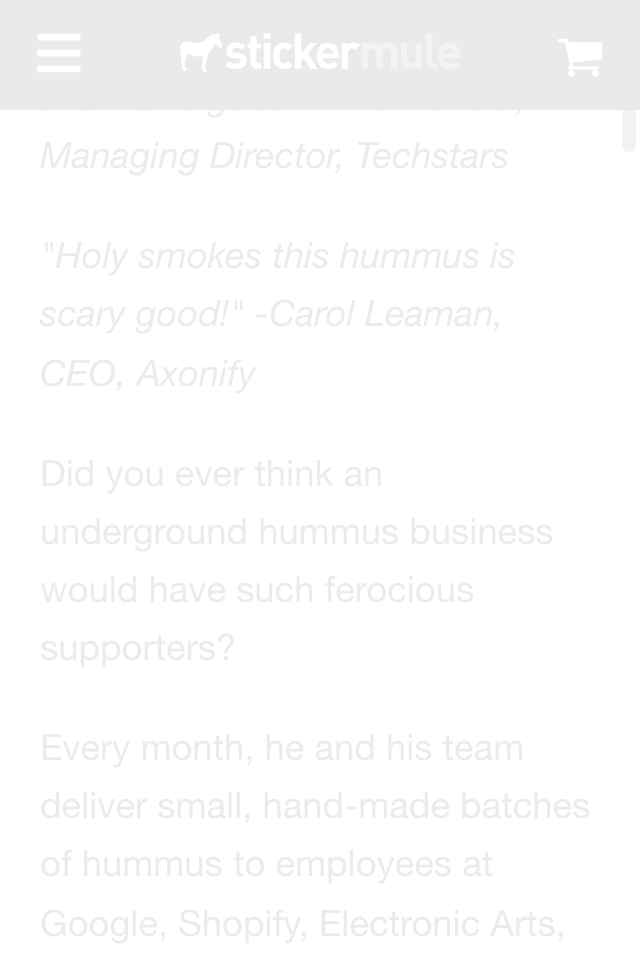 stickermule
Managing Director, Techstars
"Holy smokes this hummus is
scary good!" -Carol Leaman,
CEO, Axonify
Did you ever think an
underground hummus business
would have such ferocious
supporters?
Every month, he and his team
deliver small, hand-made batches
of hummus to employees at
Google, Shopify, Electronic Arts,